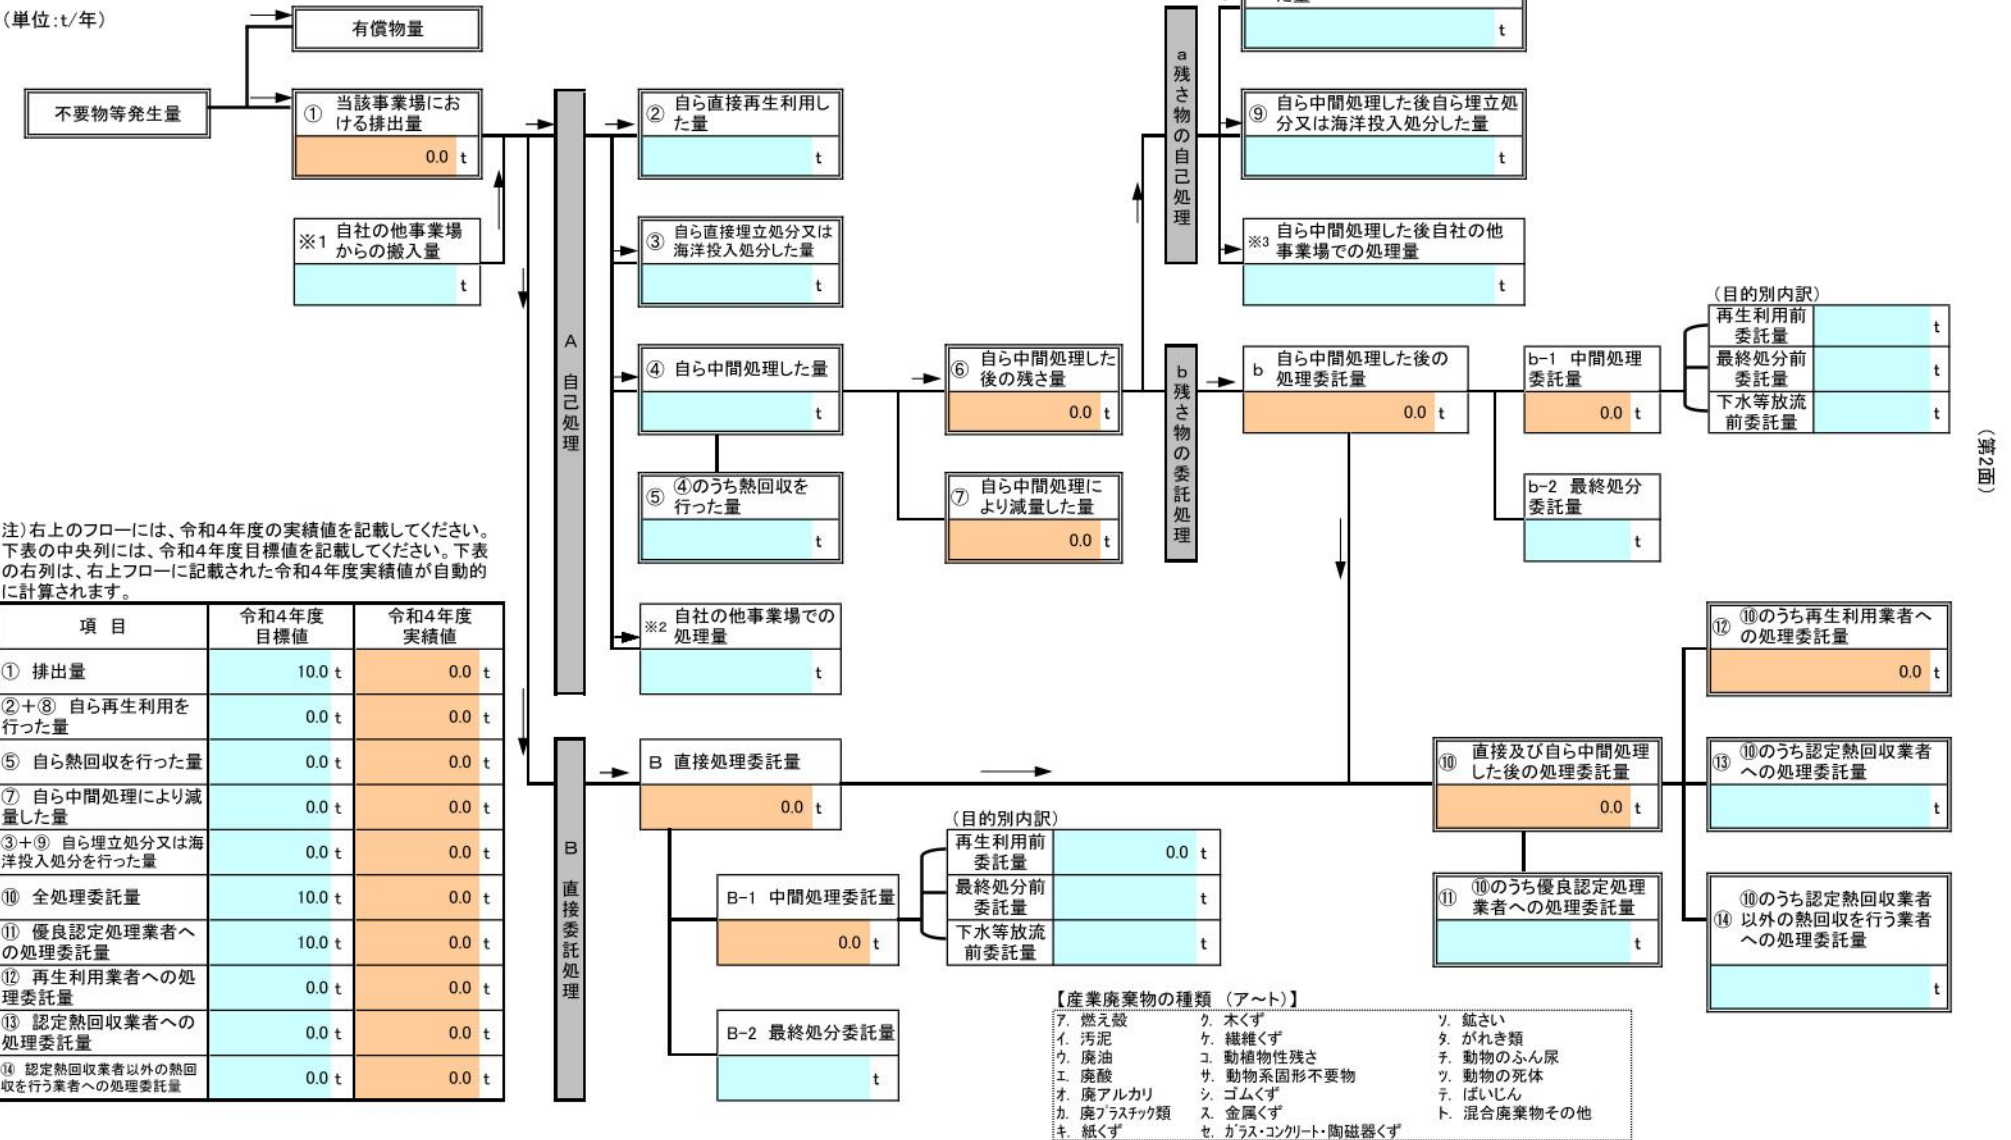 (単位:t/年)
有償物量
不要物等発生量
① 当該事業場にお
ける排出量
0.0 t
※1 自社の他事業場
からの搬入量
t
A 自己処理
② 自ら直接再生利用し
た量
t
③ 自ら直接埋立処分又は
海洋投入処分した量
t
④ 自ら中間処理した量
t
⑤ ④のうち熱回収を
行った量
t
※2 自社の他事業場での
処理量
t
⑥ 自ら中間処理した
後の残さ量
0.0 t
⑦ 自ら中間処理に
より減量した量
0.0 t
a 残さ物の自己処理
t
⑨ 自ら中間処理した後自ら埋立処
分又は海洋投入処分した量
t
※3 自ら中間処理した後自社の他
事業場での処理量
t
b 残さ物の委託処理
b 自ら中間処理した後の
処理委託量
0.0 t
b-1 中間処理
委託量
0.0 t
(目的別内訳)
再生利用前
委託量
t
最終処分前
委託量
t
下水等放流
前委託量
t
b-2 最終処分
委託量
t
(第2面)
注)右上のフローには、令和4年度の実績値を記載してください。
下表の中央列には、令和4年度目標値を記載してください。下表
の右列は、右上フローに記載された令和4年度実績値が自動的
に計算されます。
項 目 令和4年度 令和4年度
目標値 実績値
① 排出量 10.0 t 0.0 t
②+⑧ 自ら再生利用を
行った量 0.0 t 0.0 t
⑤ 自ら熱回収を行った量 0.0 t 0.0 t
⑦ 自ら中間処理により減
量した量 0.0 t 0.0 t
③+⑨ 自ら埋立処分又は海
洋投入処分を行った量 0.0 t 0.0 t
⑩ 全処理委託量 10.0 t 0.0 t
⑪ 優良認定処理業者へ
の処理委託量 10.0 t 0.0 t
⑫ 再生利用業者への処
理委託量 0.0 t 0.0 t
⑬ 認定熱回収業者への
処理委託量 0.0 t 0.0 t
⑭ 認定熱回収業者以外の熱回
収を行う業者への処理委託量 0.0 t 0.0 t
B 直接委託処理
B 直接処理委託量
0.0 t
B-1 中間処理委託量
0.0 t
(目的別内訳)
再生利用前
委託量
0.0 t
最終処分前
委託量
t
下水等放流
前委託量
t
B-2 最終処分委託量
t
⑩ 直接及び自ら中間処理
した後の処理委託量
0.0 t
⑪ ⑩のうち優良認定処理
業者への処理委託量
t
⑫ ⑩のうち再生利用業者へ
の処理委託量
0.0 t
⑬ ⑩のうち認定熱回収業者
への処理委託量
t
⑭ ⑩のうち認定熱回収業者
以外の熱回収を行う業者
への処理委託量
t
【産業廃棄物の種類 (ア~ト)】
ア. 燃え殻 ク. 木くず ソ. 鉱さい
イ. 汚泥 ケ. 繊維くず タ. がれき類
ウ. 廃油 コ. 動植物性残さ チ. 動物のふん尿
エ. 廃酸 サ. 動物系固形不要物 ツ. 動物の死体
オ. 廃アルカリ シ. ゴムくず テ. ばいじん
カ. 廃プラスチック類 ス. 金属くず ト. 混合廃棄物その他
キ. 紙くず セ. ガラス・コンクリート・陶磁器くず